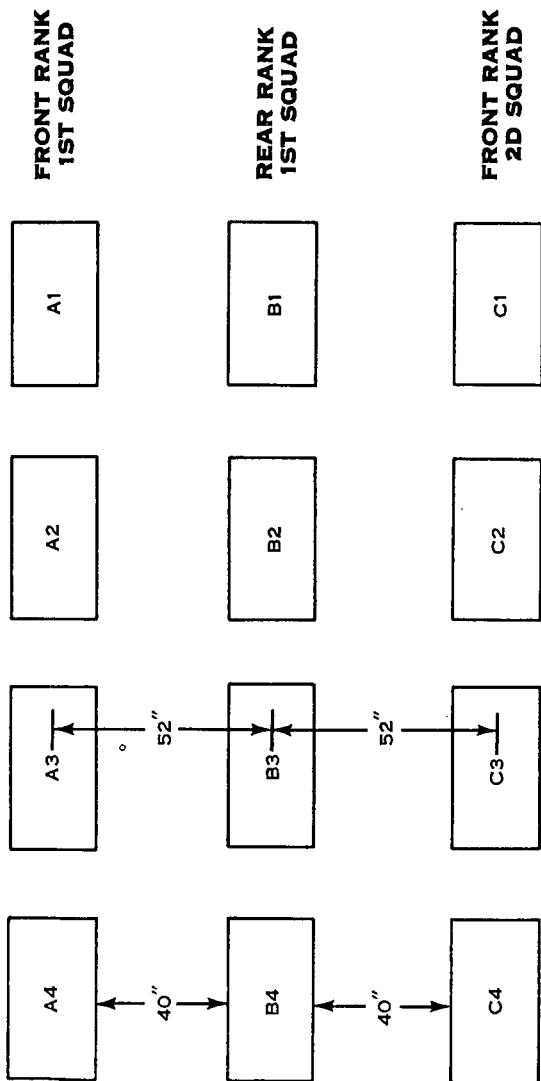 A4
A3
A2
A1
FRONT RANK
1ST SQUAD
40"
52"
B4
B3
B2
B1
REAR RANK
1ST SQUAD
40"
52"
C4
C3
C2
C1
FRONT RANK
2D SQUAD